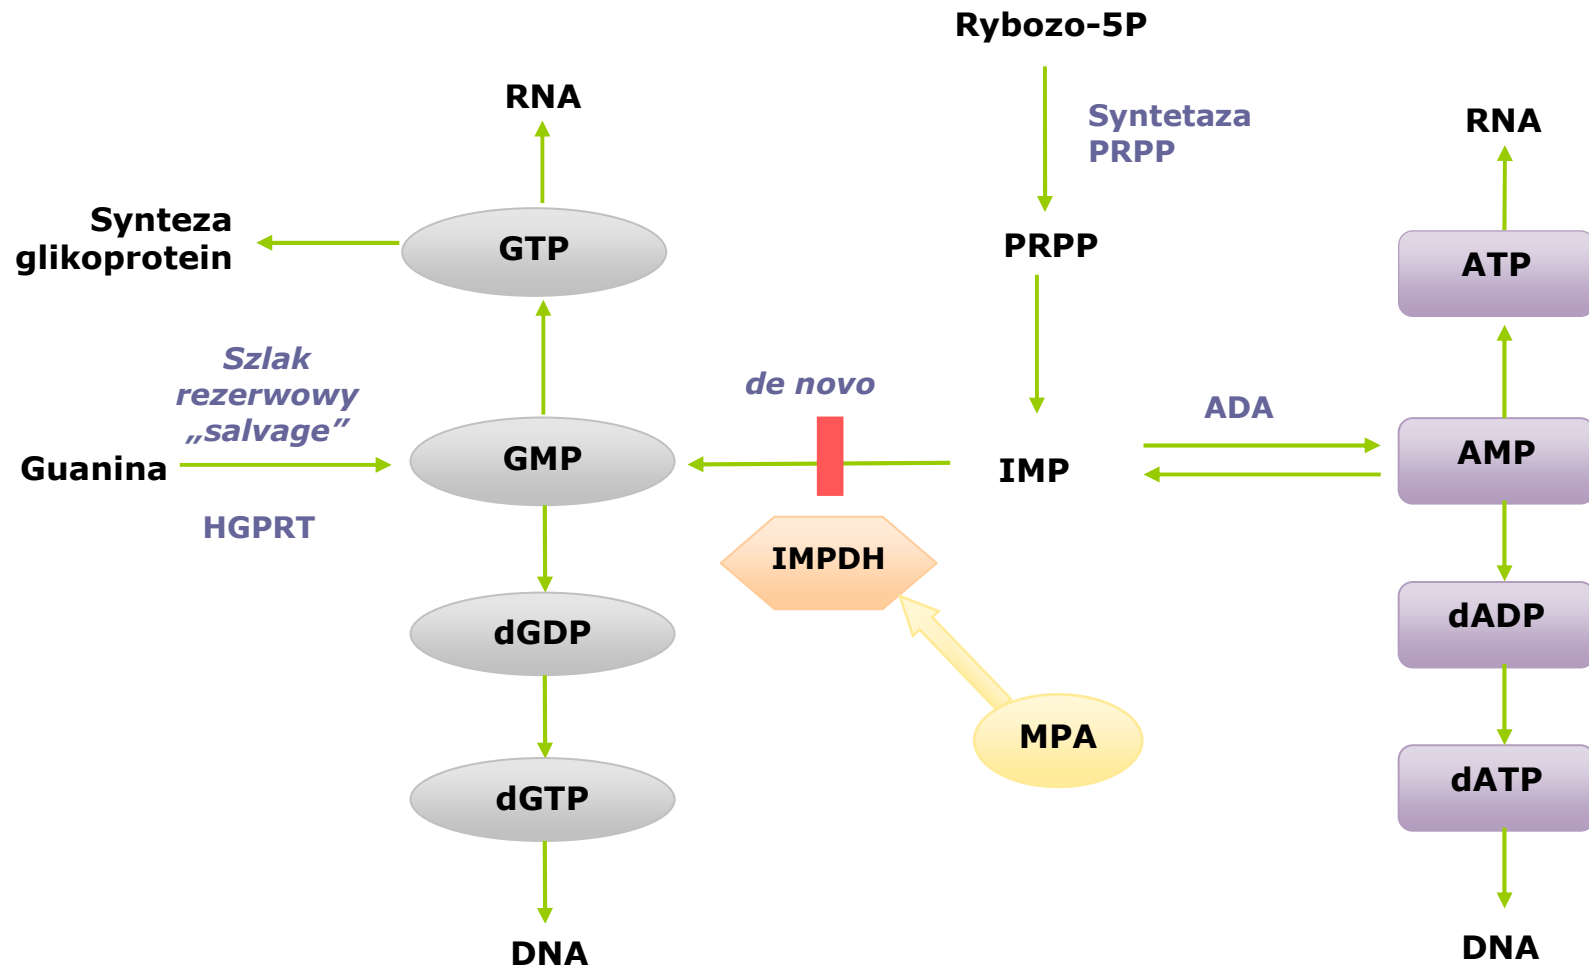 Rybozo-5P
RNA
Syntetaza
PRPP
RNA
Synteza
glikoprotein
GTP
PRPP
ATP
Szlak
rezerwowy
„salvage”
de novo
ADA
Guanina
GMP
IMP
AMP
HGPRT
IMPDH
dGDP
dADP
MPA
dGTP
dATP
DNA
DNA